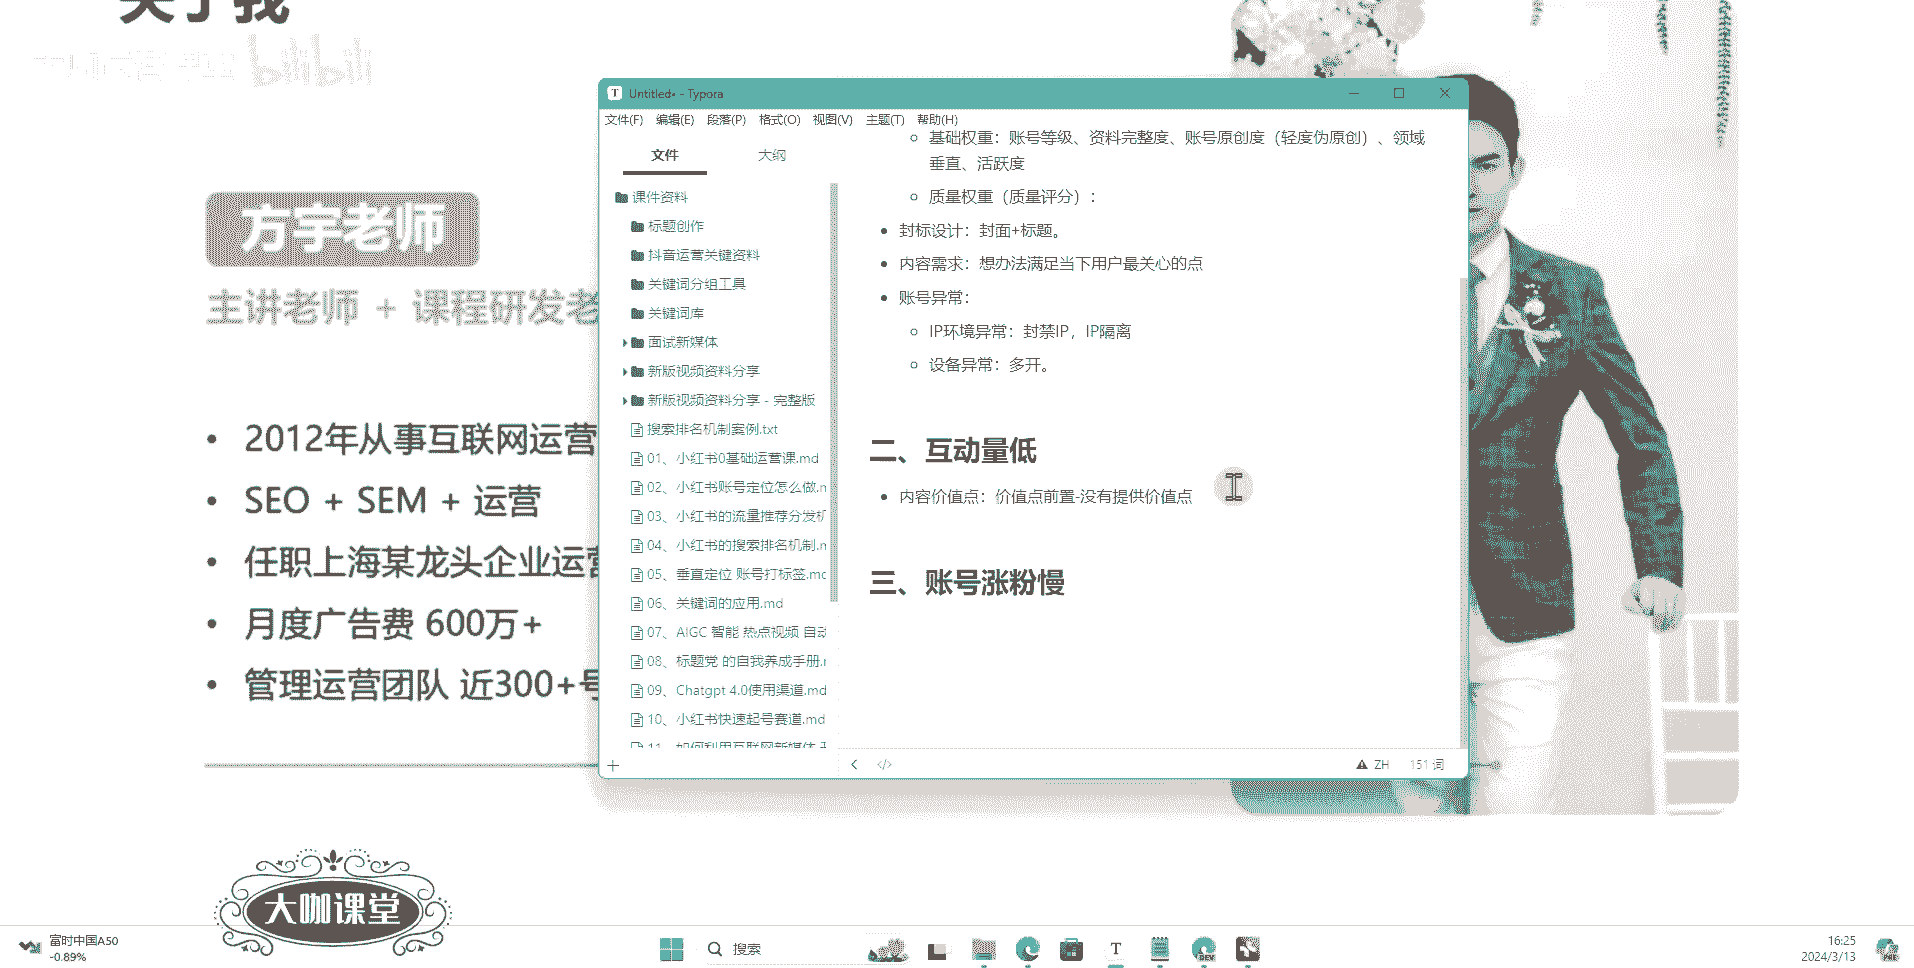 关于我
bilibili
方宇老师
主讲老师 + 课程研发老
• 2012年从事互联网运营
• SEO + SEM + 运营
• 任职上海某龙头企业运营
• 月度广告费 600万+
• 管理运营团队 近300+号
大咖课堂
Untitled• - Typora
文件(F) 编辑(E) 段落(P) 格式(O) 视图(V) 主题(T) 帮助(H)
文件 大纲
课件资料
标题创作
抖音运营关键资料
关键词分组工具
关键词库
面试新媒体
新版视频资料分享
新版视频资料分享 - 完整版
搜索排名机制案例.txt
01、小红书0基础运营课.md
02、小红书账号定位怎么做.m
03、小红书的流量推荐分发机
04、小红书的搜索排名机制.m
05、垂直定位 账号打标签.mc
06、关键词的应用.md
07、AIGC 智能 热点视频 自动
08、标题党 的自我养成手册.r
09、Chatgpt 4.0使用渠道.md
10、小红书快速起号赛道.md
11、如何利用互联网新媒体
基础权重：账号等级、资料完整度、账号原创度（轻度伪原创）、领域
垂直、活跃度
质量权重（质量评分）：
• 封标设计：封面+标题。
• 内容需求：想办法满足当下用户最关心的点
• 账号异常：
IP环境异常：封禁IP，IP隔离
设备异常：多开。
二、互动量低
• 内容价值点：价值点前置-没有提供价值点
三、账号涨粉慢
ZH 151 词
富时中国A50
-0.89%
搜索
16:25
2024/3/13